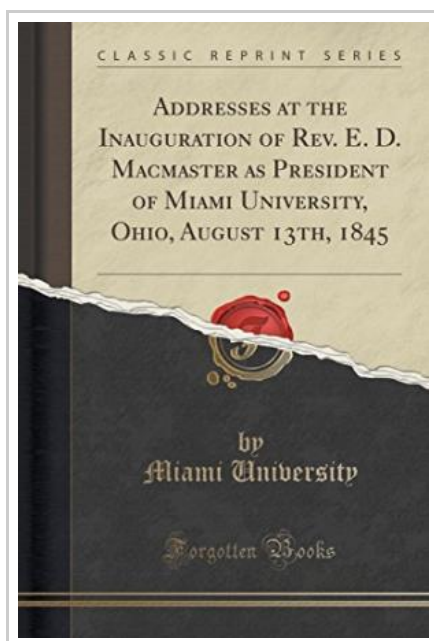 CLASSIC REPRINT SERIES
ADDRESSES AT THE
INAUGURATION OF REV. E. D.
MACMASTER AS PRESIDENT
OF MIAMI UNIVERSITY,
OHIO, AUGUST 13TH, 1845
by
Miami University
Forgotten Books